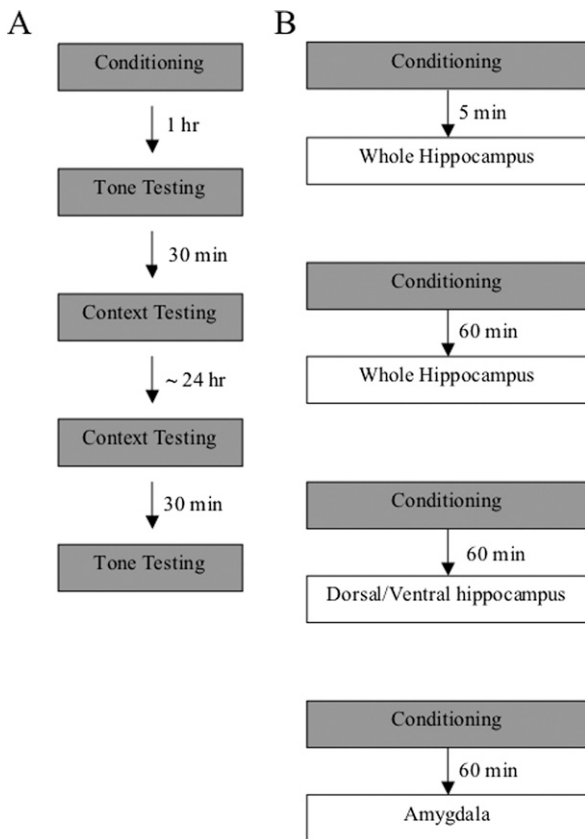 A
Conditioning
1 hr
Tone Testing
30 min
Context Testing
~ 24 hr
Context Testing
30 min
Tone Testing
B
Conditioning
5 min
Whole Hippocampus
Conditioning
60 min
Whole Hippocampus
Conditioning
60 min
Dorsal/Ventral hippocampus
Conditioning
60 min
Amygdala